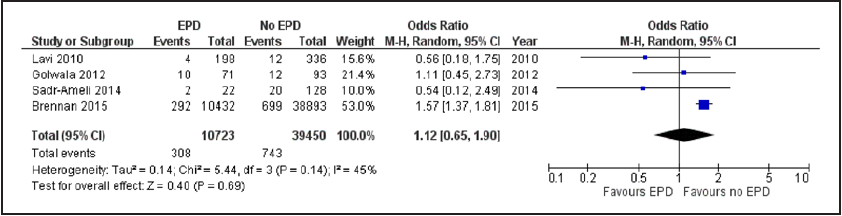 EPD No EPD Odds Ratio Odds Ratio
Study or Subgroup Events Total Events Total Weight M-H, Random, 95% CI Year M-H, Random, 95% CI
Lavi 2010 4 198 12 336 15.6% 0.56 [0.18, 1.75] 2010
Golwala 2012 10 71 12 93 21.4% 1.11 [0.45, 2.73] 2012
Sadr-Ameli 2014 2 22 20 128 10.0% 0.54 [0.12, 2.49] 2014
Brennan 2015 292 10432 699 38893 53.0% 1.57 [1.37, 1.81] 2015
Total (95% CI) 10723 39450 100.0% 1.12 [0.65, 1.90]
Total events 308 743
Heterogeneity: Tau² = 0.14; Chi² = 5.44, df = 3 (P = 0.14); I² = 45%
Test for overall effect: Z = 0.40 (P = 0.69)
0.1 0.2 0.5 1 2 5 10
Favours EPD Favours no EPD